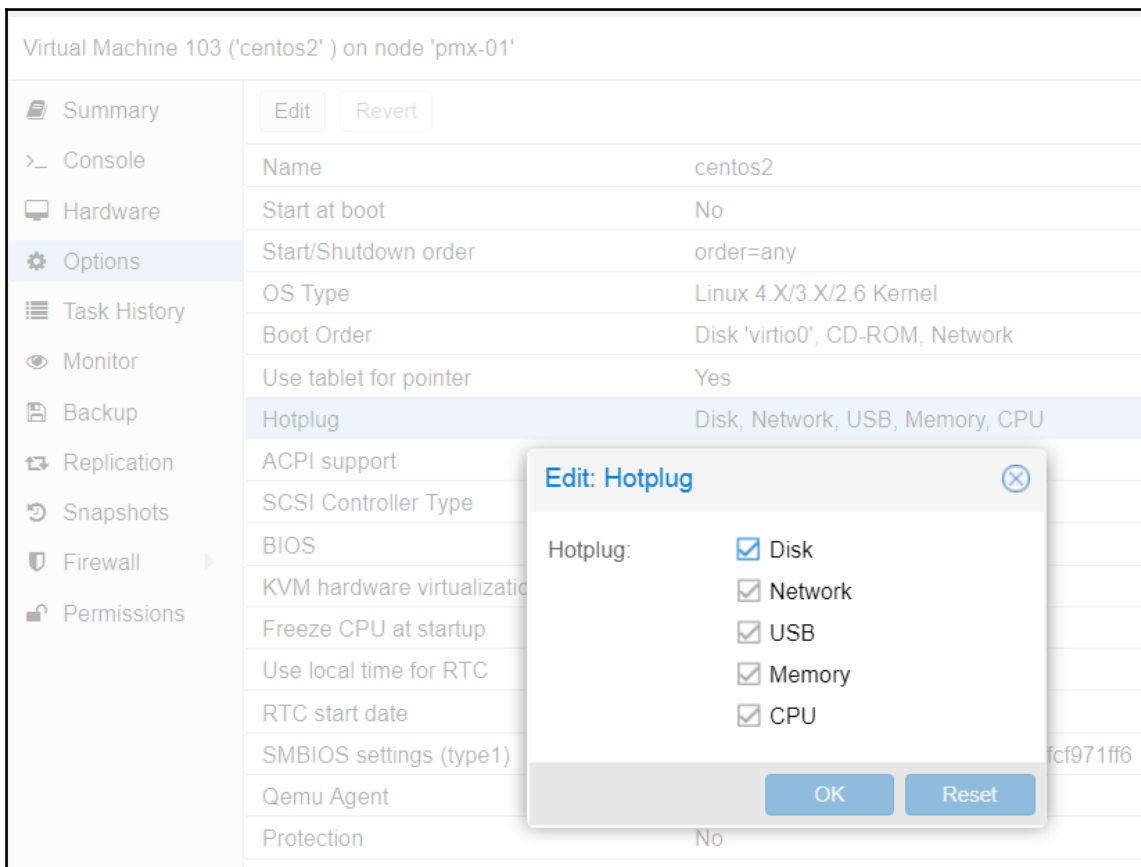 Virtual Machine 103 ('centos2' ) on node 'pmx-01'
Summary
Console
Hardware
Options
Task History
Monitor
Backup
Replication
Snapshots
Firewall
Permissions
Edit Revert
Name centos2
Start at boot No
Start/Shutdown order order=any
OS Type Linux 4.X/3.X/2.6 Kernel
Boot Order Disk 'virtio0', CD-ROM, Network
Use tablet for pointer Yes
Hotplug Disk, Network, USB, Memory, CPU
ACPI support
SCSI Controller Type
BIOS
KVM hardware virtualizatio
Freeze CPU at startup
Use local time for RTC
RTC start date
SMBIOS settings (type1) fcf971ff6
Qemu Agent
Protection No
Edit: Hotplug
Hotplug: Disk
Network
USB
Memory
CPU
OK Reset